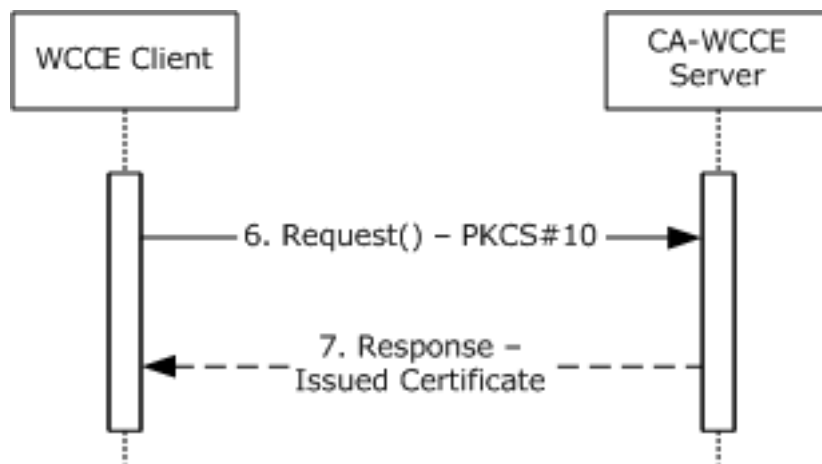 WCCE Client
CA-WCCE
Server
6. Request() – PKCS#10
7. Response –
Issued Certificate